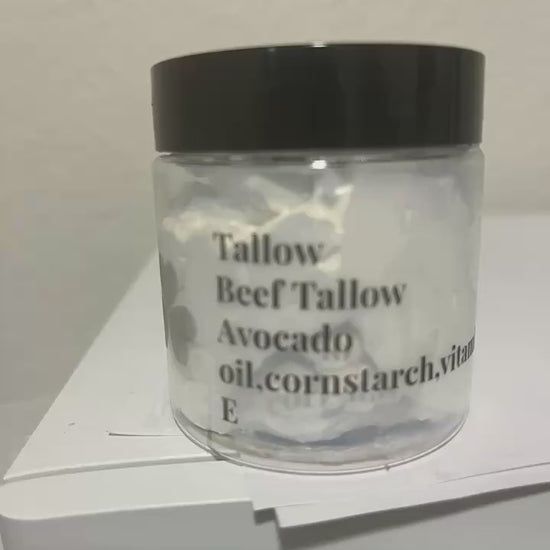 Tallow
Beef Tallow
Avocado
oil,cornstarch,vitam
E